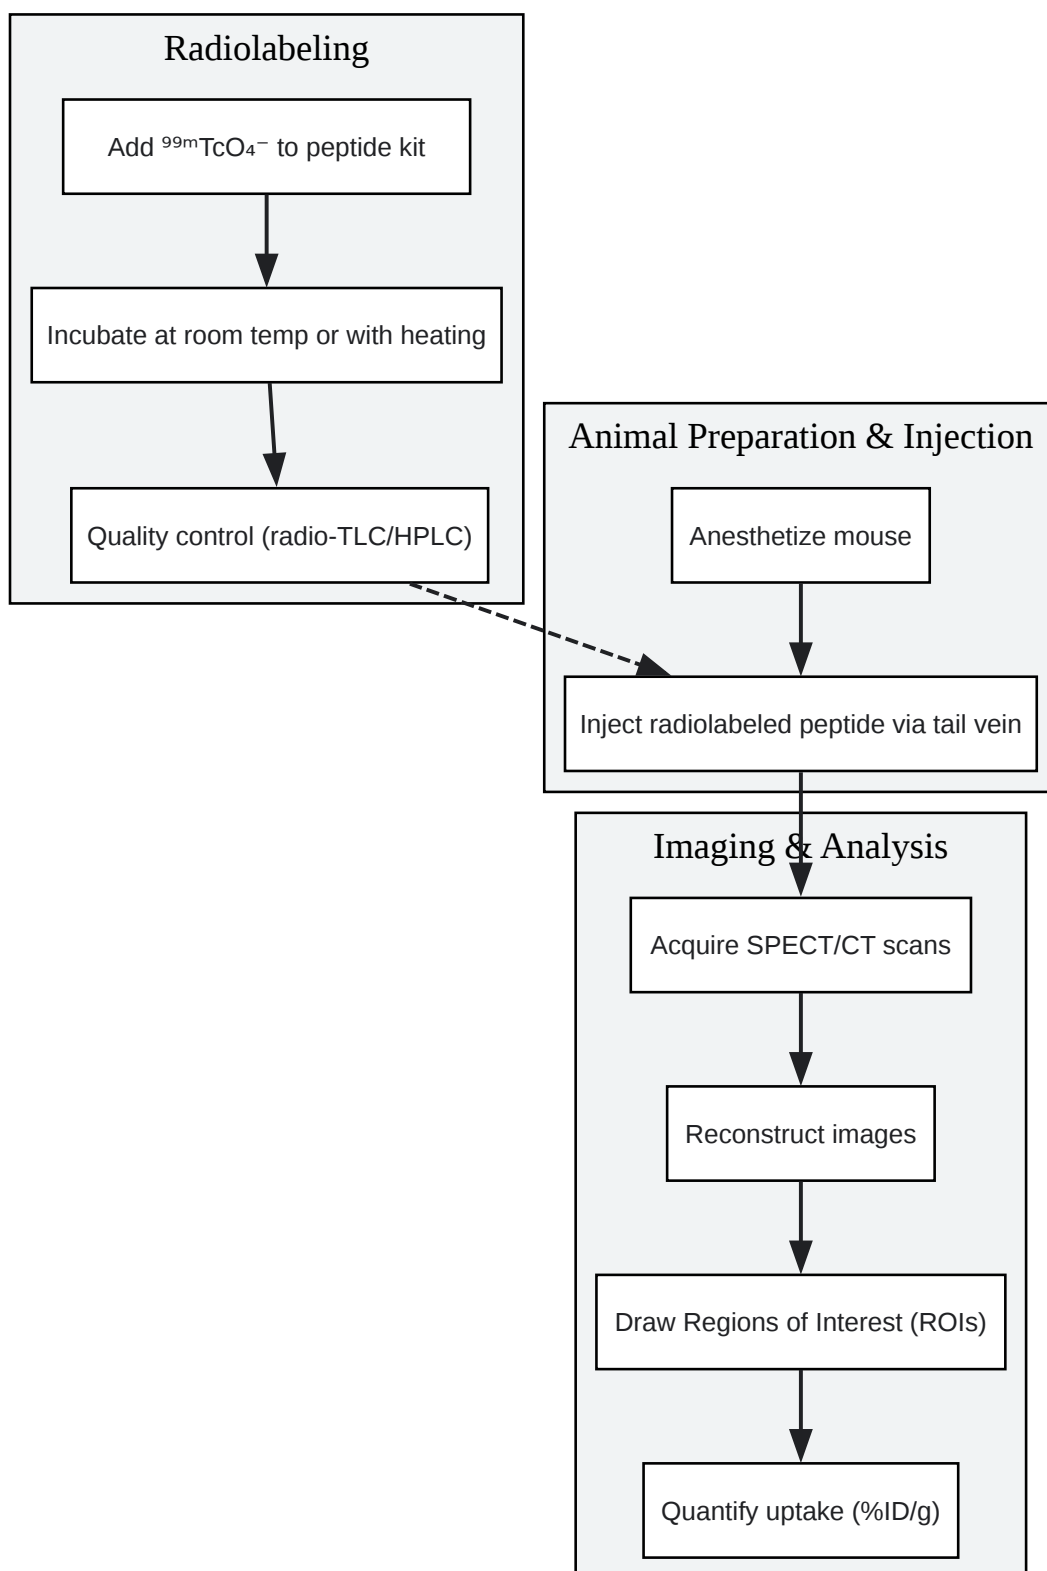 Radiolabeling
Add ⁹⁹ᵐTcO₄⁻ to peptide kit
Incubate at room temp or with heating
Quality control (radio-TLC/HPLC)
Animal Preparation & Injection
Anesthetize mouse
Inject radiolabeled peptide via tail vein
Imaging & Analysis
Acquire SPECT/CT scans
Reconstruct images
Draw Regions of Interest (ROIs)
Quantify uptake (%ID/g)